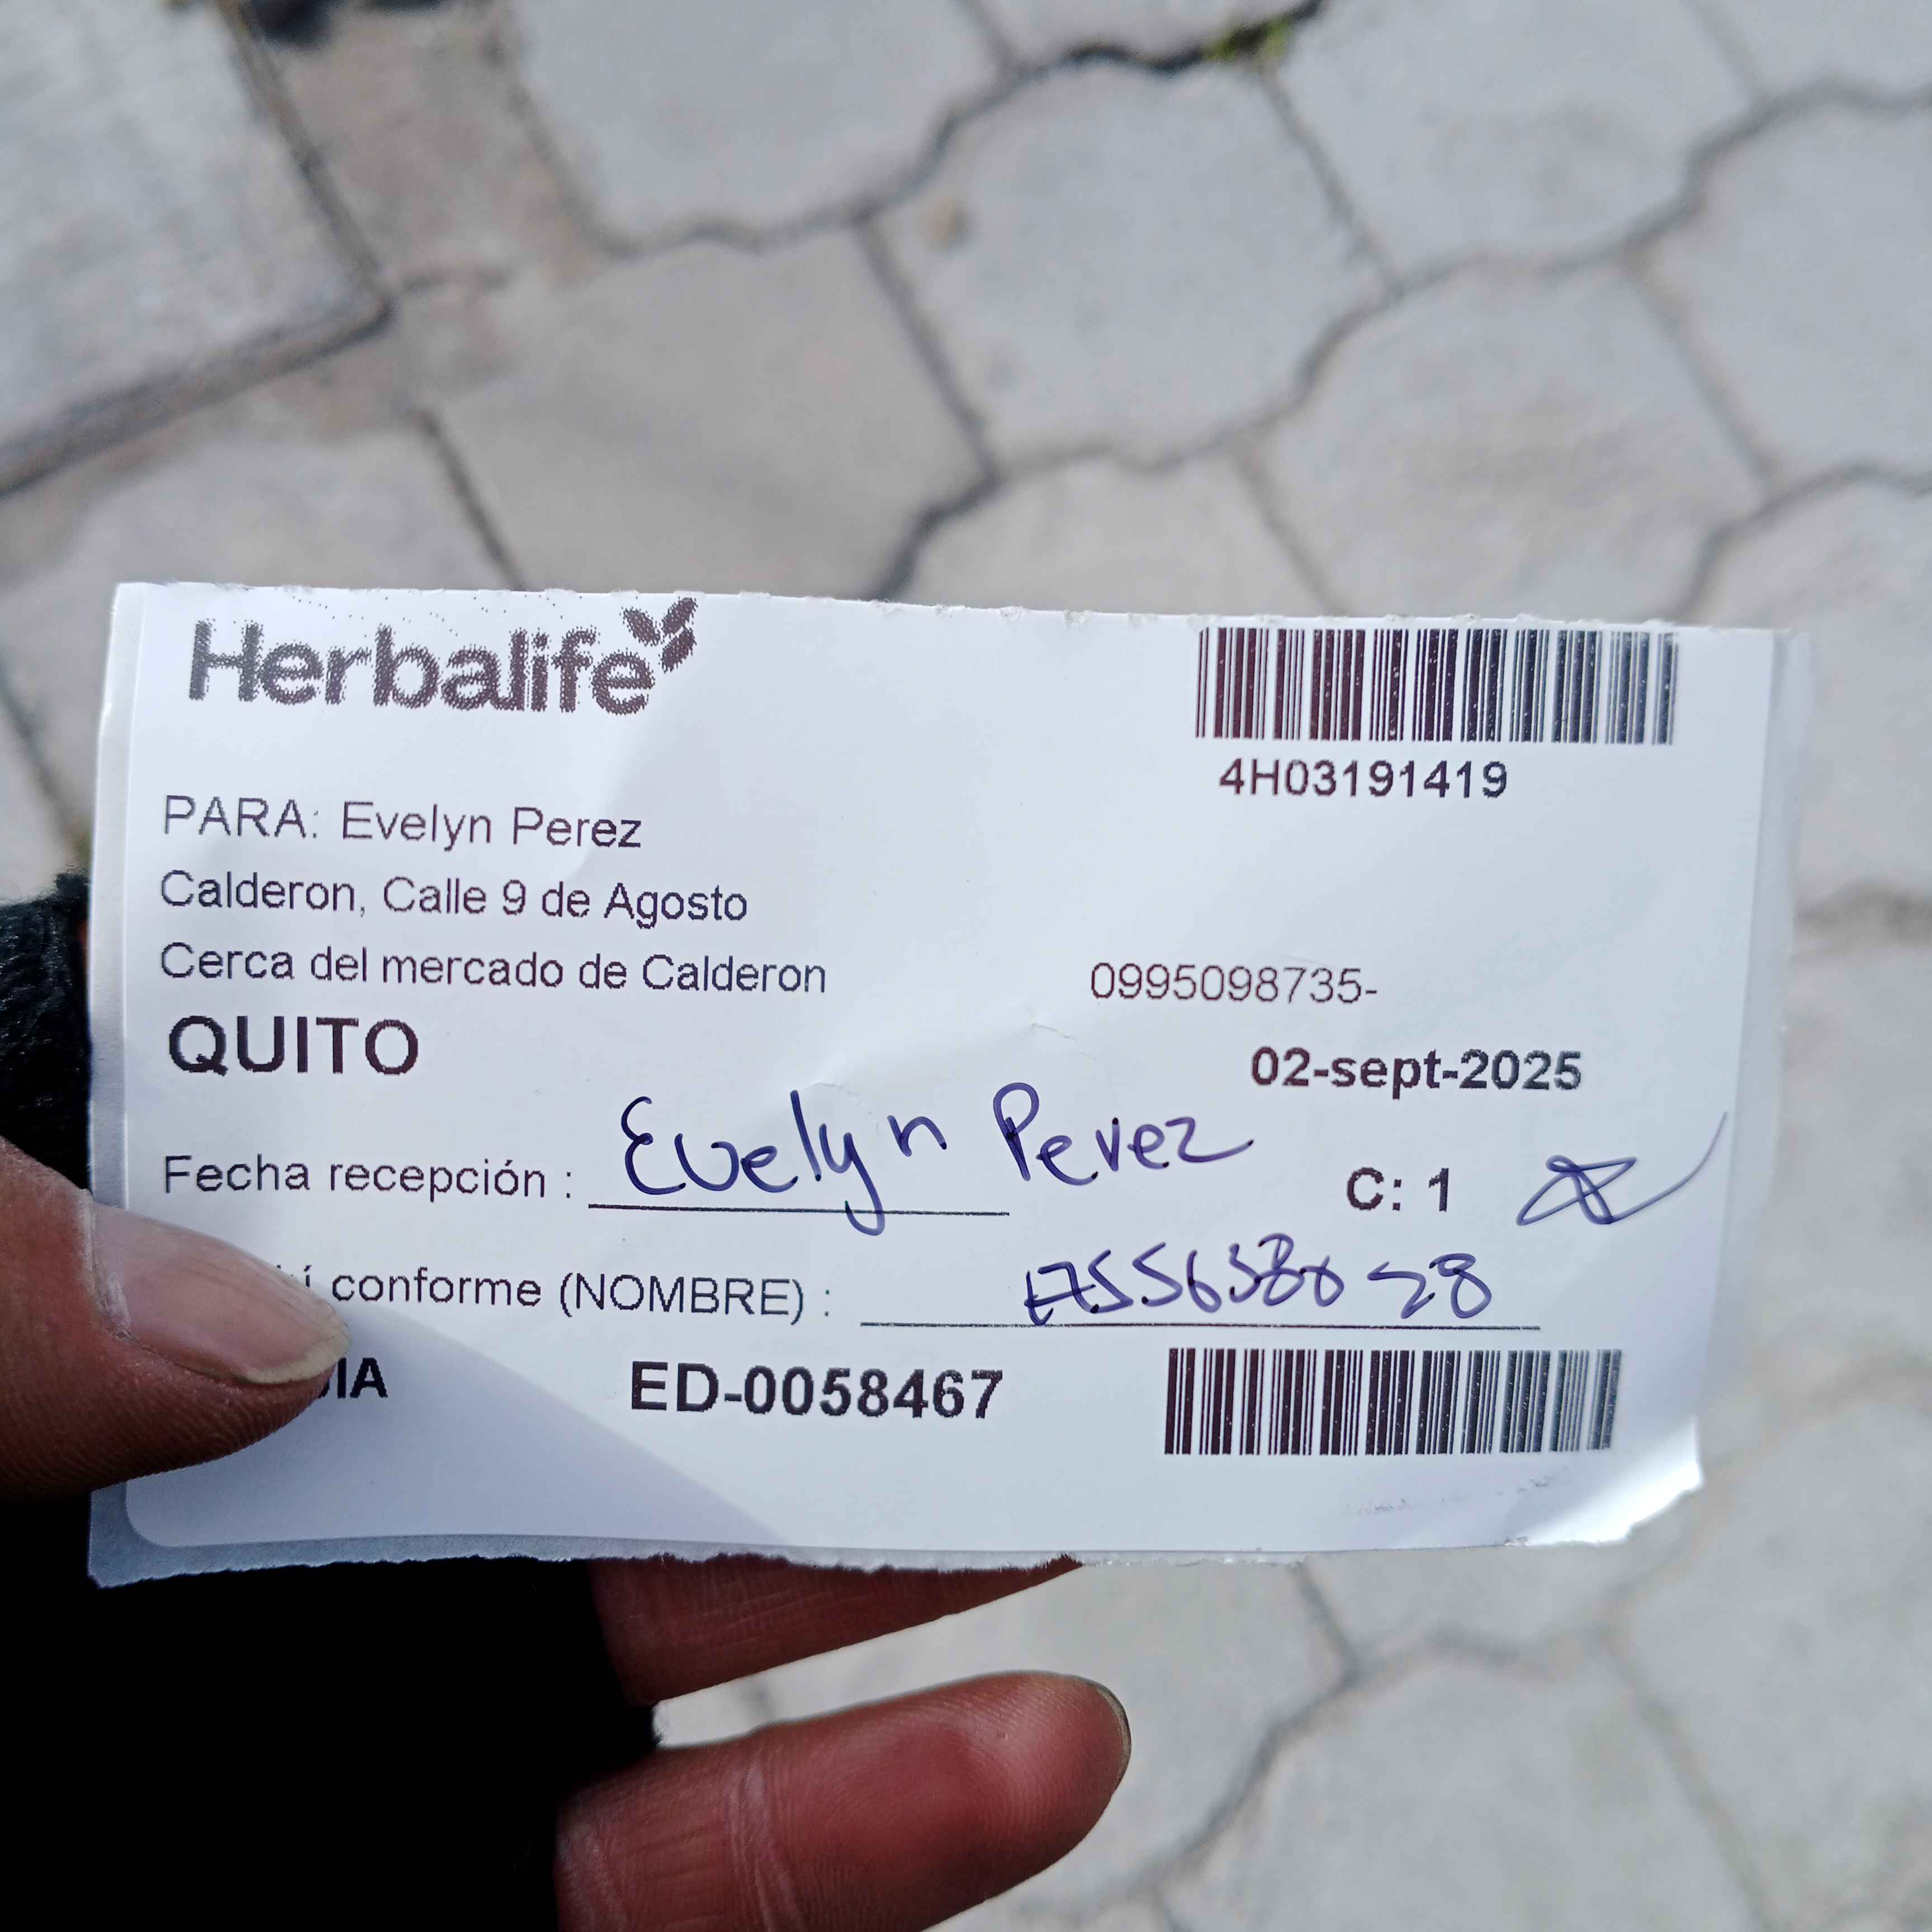 Herbalife
4H03191419
PARA: Evelyn Perez
Calderon, Calle 9 de Agosto
Cerca del mercado de Calderon
0995098735-
QUITO
02-sept-2025
Fecha recepción : Evelyn Perez
C: 1
conforme (NOMBRE) :
ED-0058467